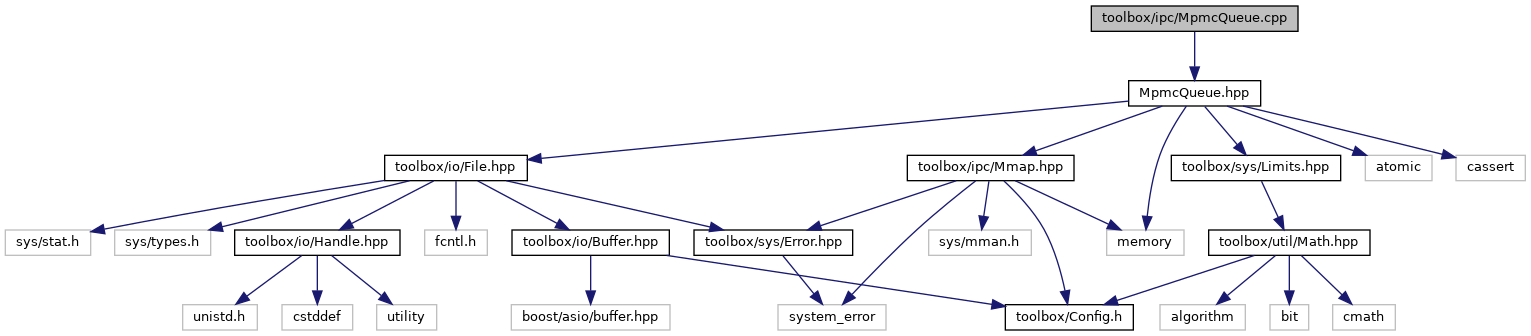 toolbox/ipc/MpmcQueue.cpp
MpmcQueue.hpp
toolbox/io/File.hpp
toolbox/ipc/Mmap.hpp
toolbox/sys/Limits.hpp
atomic
cassert
sys/stat.h
sys/types.h
toolbox/io/Handle.hpp
fcntl.h
toolbox/io/Buffer.hpp
toolbox/sys/Error.hpp
sys/mman.h
memory
toolbox/util/Math.hpp
unistd.h
cstddef
utility
boost/asio/buffer.hpp
system_error
toolbox/Config.h
algorithm
bit
cmath